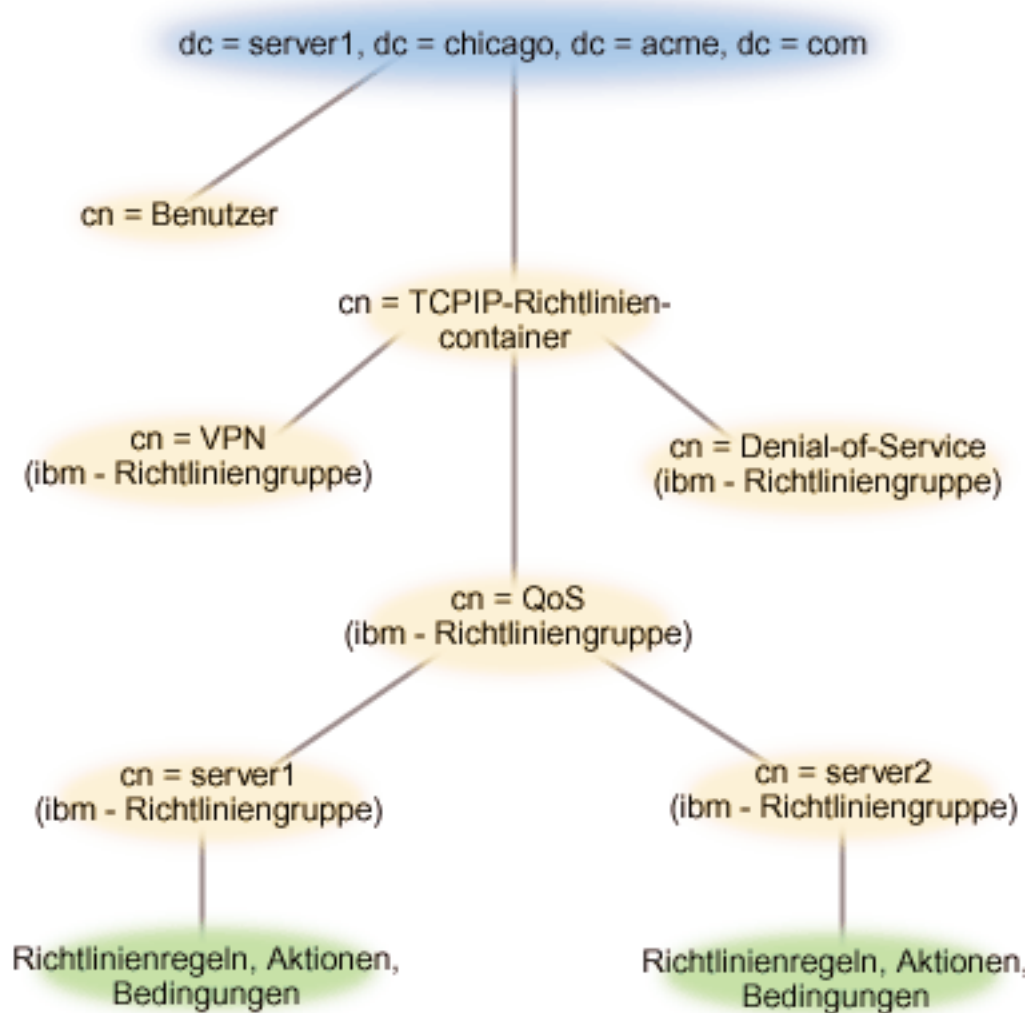 dc = server1, dc = chicago, dc = acme, dc = com
cn = Benutzer
cn = TCPIP-Richtlinien-
container
cn = VPN
(ibm - Richtliniengruppe)
cn = Denial-of-Service
(ibm - Richtliniengruppe)
cn = QoS
(ibm - Richtliniengruppe)
cn = server1
(ibm - Richtliniengruppe)
cn = server2
(ibm - Richtliniengruppe)
Richtlinienregeln, Aktionen,
Bedingungen
Richtlinienregeln, Aktionen,
Bedingungen